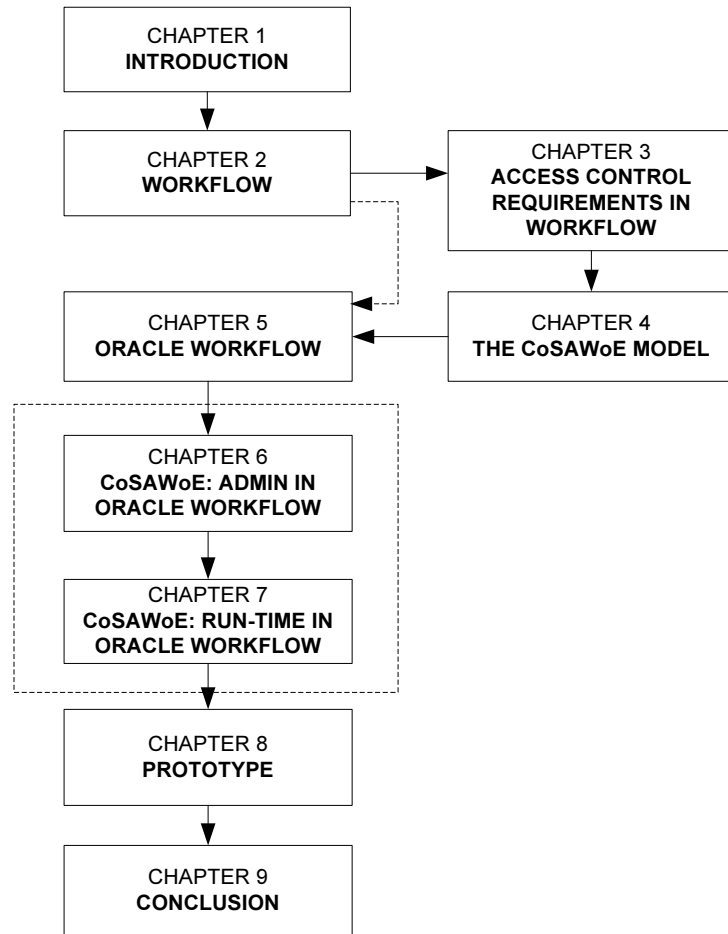 CHAPTER 1
INTRODUCTION
CHAPTER 2
WORKFLOW
CHAPTER 3
ACCESS CONTROL
REQUIREMENTS IN
WORKFLOW
CHAPTER 4
THE CoSAWoE MODEL
CHAPTER 5
ORACLE WORKFLOW
CHAPTER 6
CoSAWoE: ADMIN IN
ORACLE WORKFLOW
CHAPTER 7
CoSAWoE: RUN-TIME IN
ORACLE WORKFLOW
CHAPTER 8
PROTOTYPE
CHAPTER 9
CONCLUSION